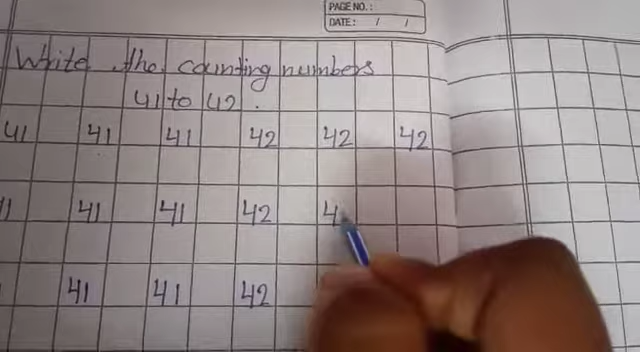 PAGE NO.:
DATE: / /
Write the counting numbers
41 to 42.
41 41 41 42 42 42
41 41 42 4
41 41 42